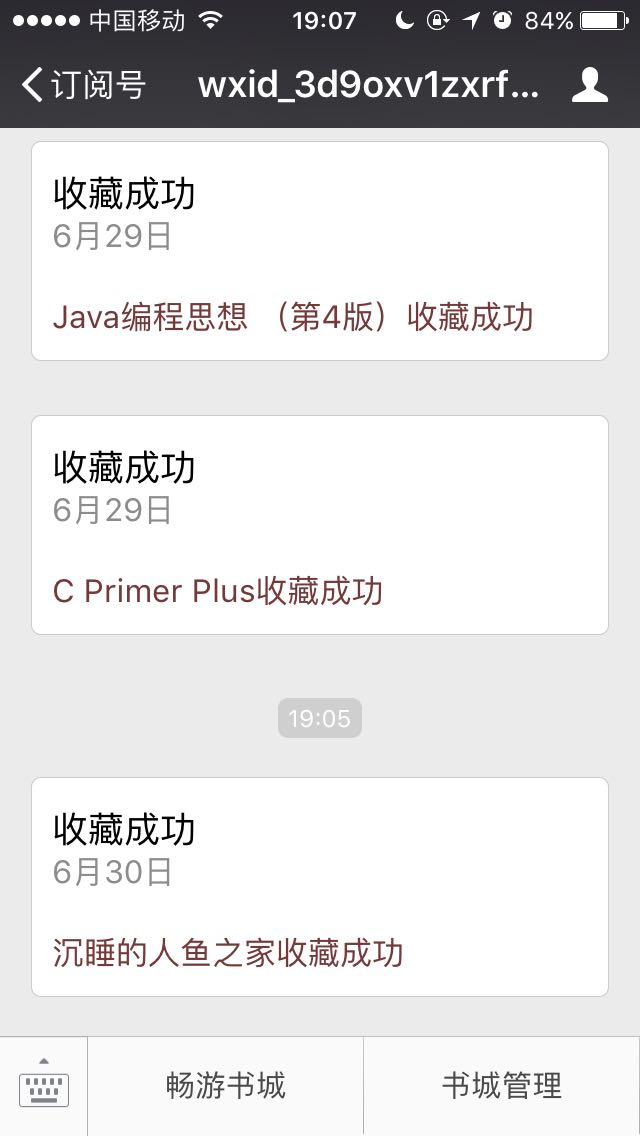 中国移动 19:07 84%
订阅号 wxid_3d9oxv1zxrf...
收藏成功
6月29日
Java编程思想 （第4版）收藏成功
收藏成功
6月29日
C Primer Plus收藏成功
19:05
收藏成功
6月30日
沉睡的人鱼之家收藏成功
畅游书城 书城管理